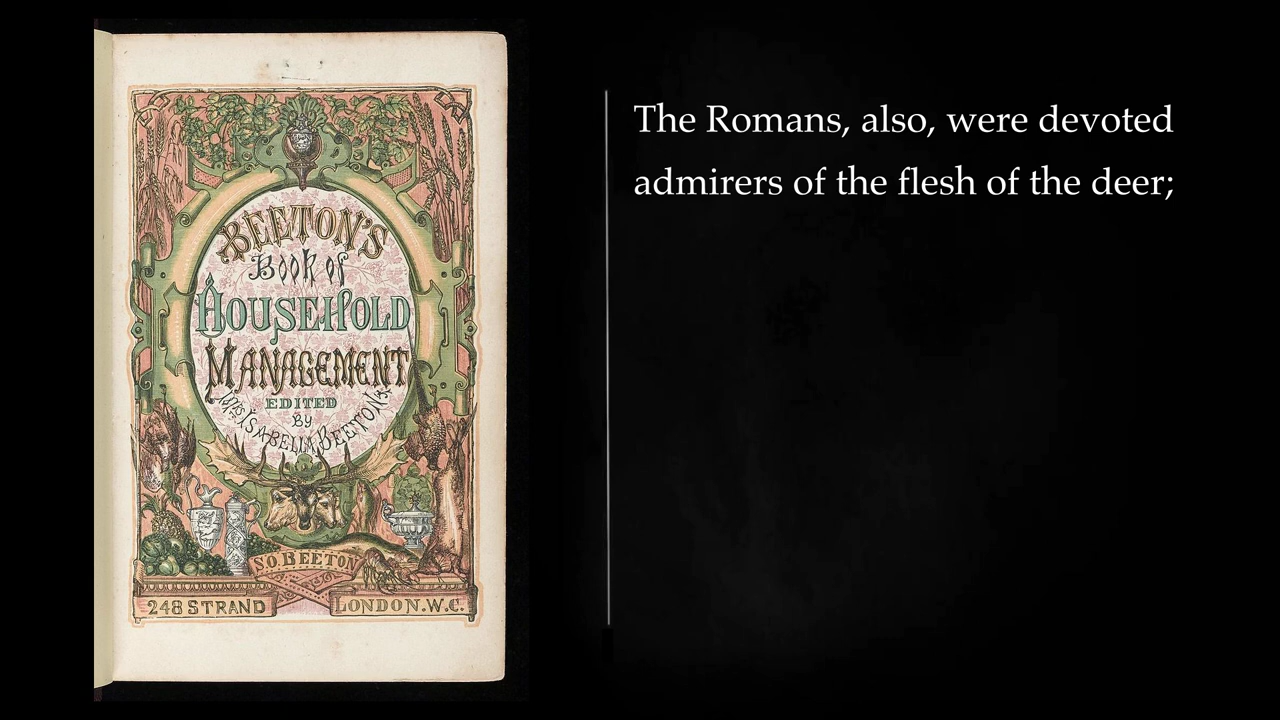 BEETON'S
Book of
HOUSEHOLD
MANAGEMENT
EDITED
BY
MRS ISABELLA BEETON
S.O. BEETON
248 STRAND
LONDON. W.C.
The Romans, also, were devoted
admirers of the flesh of the deer;